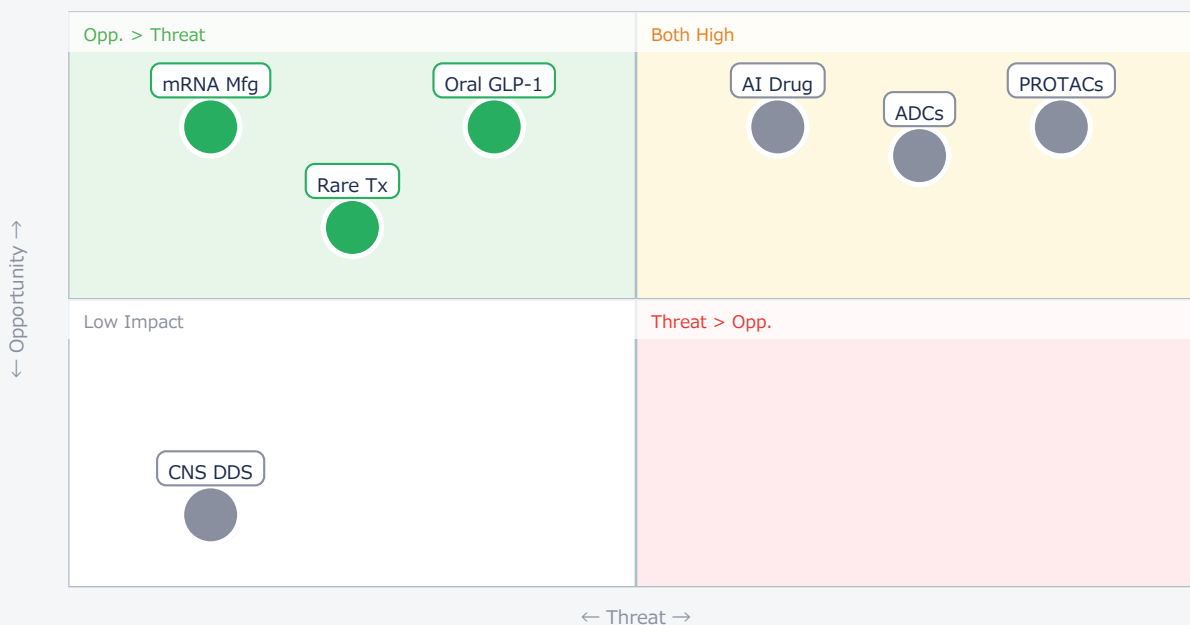 Opp. > Threat
Both High
mRNA Mfg
Oral GLP-1
AI Drug
PROTACs
ADCs
Rare Tx
← Opportunity →
Low Impact
Threat > Opp.
CNS DDS
← Threat →